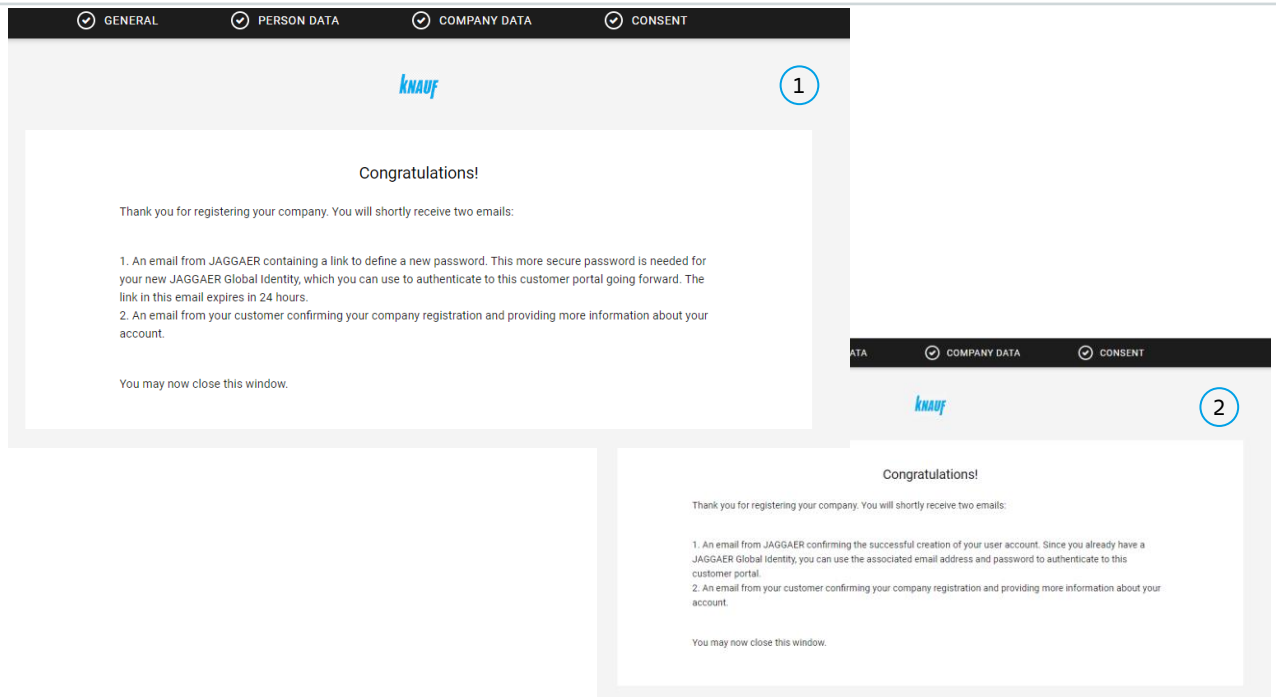 GENERAL PERSON DATA COMPANY DATA CONSENT
KNAUF
1
Congratulations!
Thank you for registering your company. You will shortly receive two emails:
1. An email from JAGGAER containing a link to define a new password. This more secure password is needed for
your new JAGGAER Global Identity, which you can use to authenticate to this customer portal going forward. The
link in this email expires in 24 hours.
2. An email from your customer confirming your company registration and providing more information about your
account.
You may now close this window.
ATA COMPANY DATA CONSENT
KNAUF
2
Congratulations!
Thank you for registering your company. You will shortly receive two emails:
1. An email from JAGGAER confirming the successful creation of your user account. Since you already have a
JAGGAER Global Identity, you can use the associated email address and password to authenticate to this
customer portal.
2. An email from your customer confirming your company registration and providing more information about your
account.
You may now close this window.